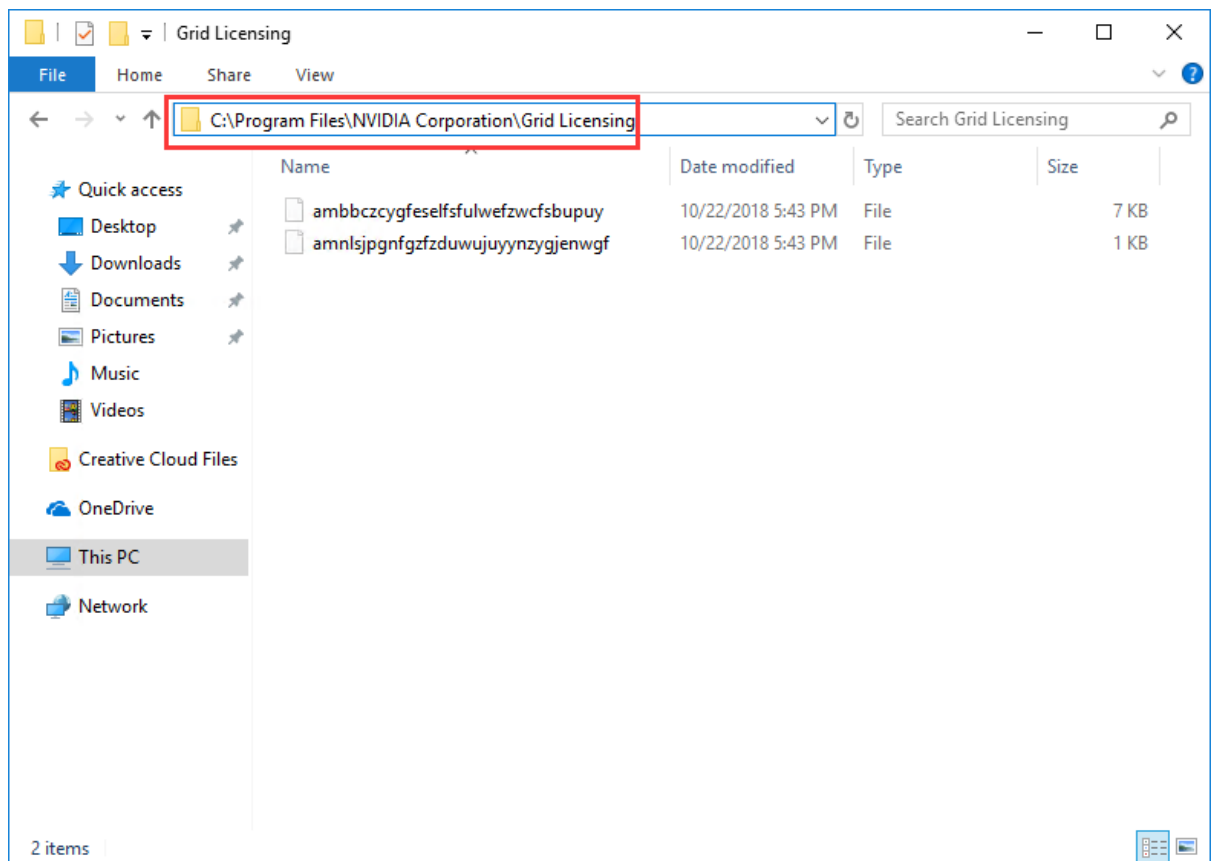 Grid Licensing
File Home Share View
C:\Program Files\NVIDIA Corporation\Grid Licensing Search Grid Licensing
Name Date modified Type Size
Quick access
ambbczcygfeselfsfulwefzwcfsbupuy 10/22/2018 5:43 PM File 7 KB
Desktop
amnlsjpgnfgzfzduwujuyynzygjenwgf 10/22/2018 5:43 PM File 1 KB
Downloads
Documents
Pictures
Music
Videos
Creative Cloud Files
OneDrive
This PC
Network
2 items